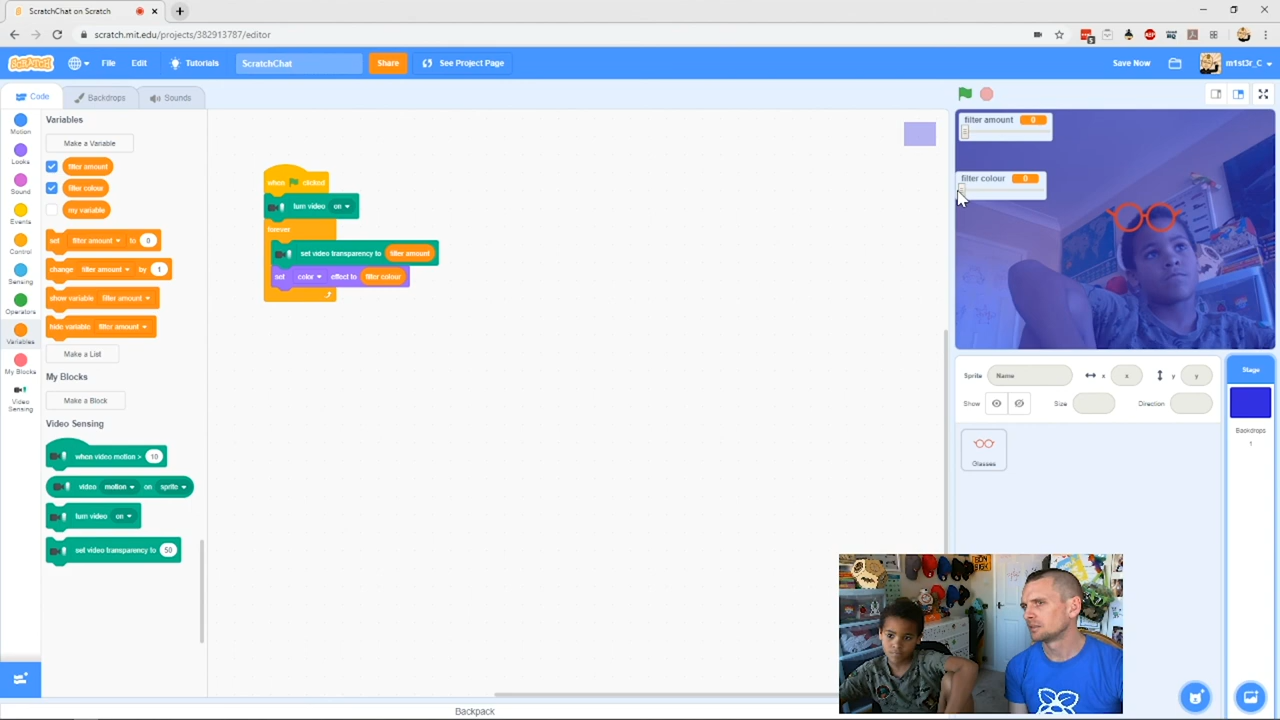 ScratchChat on Scratch
scratch.mit.edu/projects/382913787/editor
SCRATCH
File
Edit
Tutorials
ScratchChat
Share
See Project Page
Save Now
m1st3r_C
Code
Backdrops
Sounds
Motion
Looks
Sound
Events
Control
Sensing
Operators
Variables
My Blocks
Video Sensing
Variables
Make a Variable
filter amount
filter colour
my variable
set filter amount to 0
change filter amount by 1
show variable filter amount
hide variable filter amount
Make a List
My Blocks
Make a Block
Video Sensing
when video motion > 10
video motion on sprite
turn video on
set video transparency to 50
when clicked
turn video on
forever
set video transparency to filter amount
set color effect to filter colour
filter amount 0
filter colour 0
Sprite Name x x y y
Show Size Direction
Glasses
Stage
Backdrops
1
Backpack